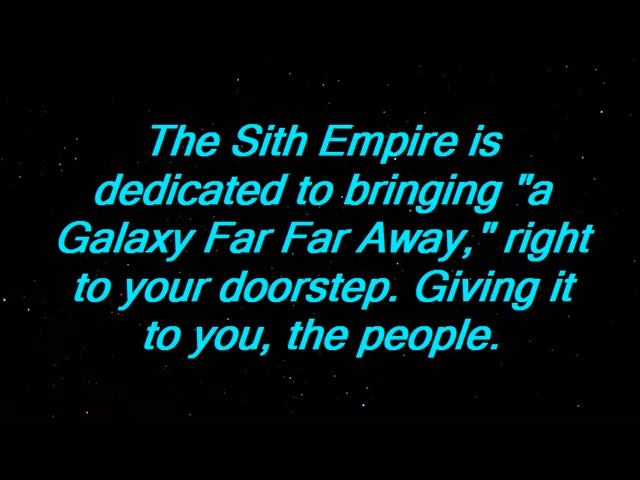 The Sith Empire is
dedicated to bringing "a
Galaxy Far Far Away," right
to your doorstep. Giving it
to you, the people.